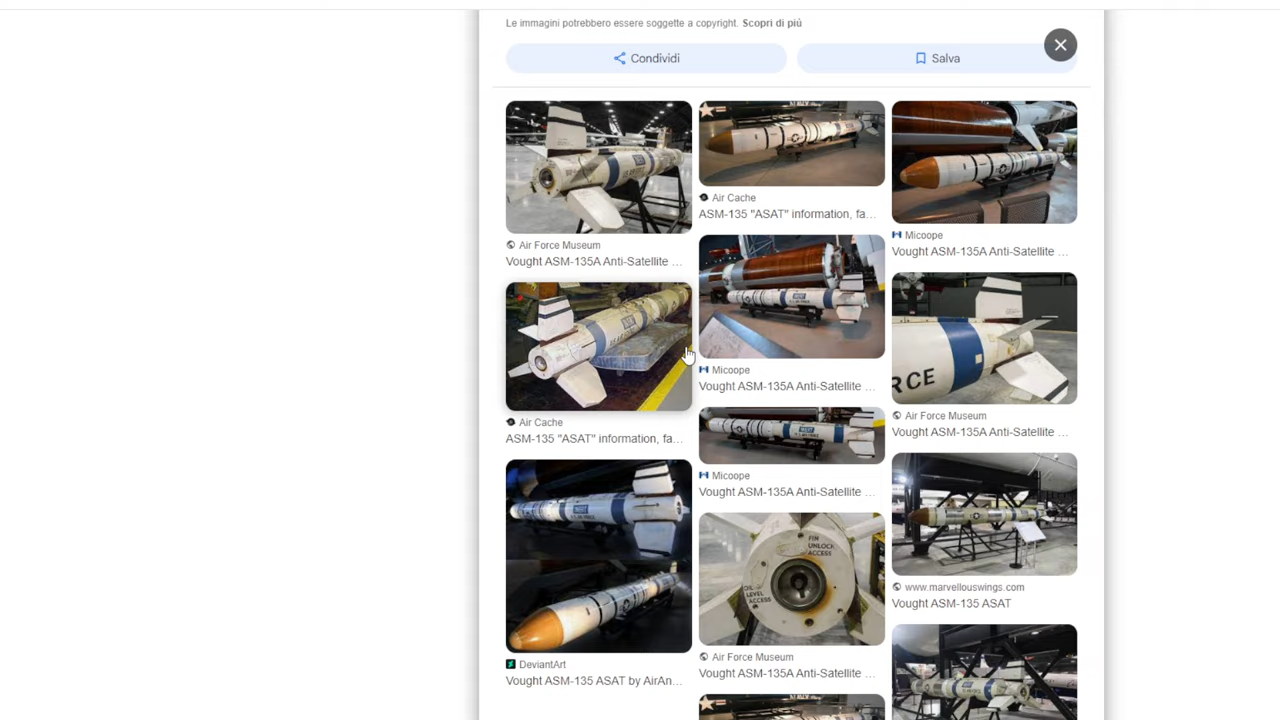 Le immagini potrebbero essere soggette a copyright. Scopri di più
Condividi
Salva
Air Force Museum
Vought ASM-135A Anti-Satellite ...
Air Cache
ASM-135 "ASAT" information, fa...
DeviantArt
Vought ASM-135 ASAT by AirAn...
Air Cache
ASM-135 "ASAT" information, fa...
Micoope
Vought ASM-135A Anti-Satellite ...
Micoope
Vought ASM-135A Anti-Satellite ...
FIN
UNLOCK
ACCESS
LEVEL
ACCESS
Air Force Museum
Vought ASM-135A Anti-Satellite ...
Micoope
Vought ASM-135A Anti-Satellite ...
RCE
Air Force Museum
Vought ASM-135A Anti-Satellite ...
www.marvellouswings.com
Vought ASM-135 ASAT